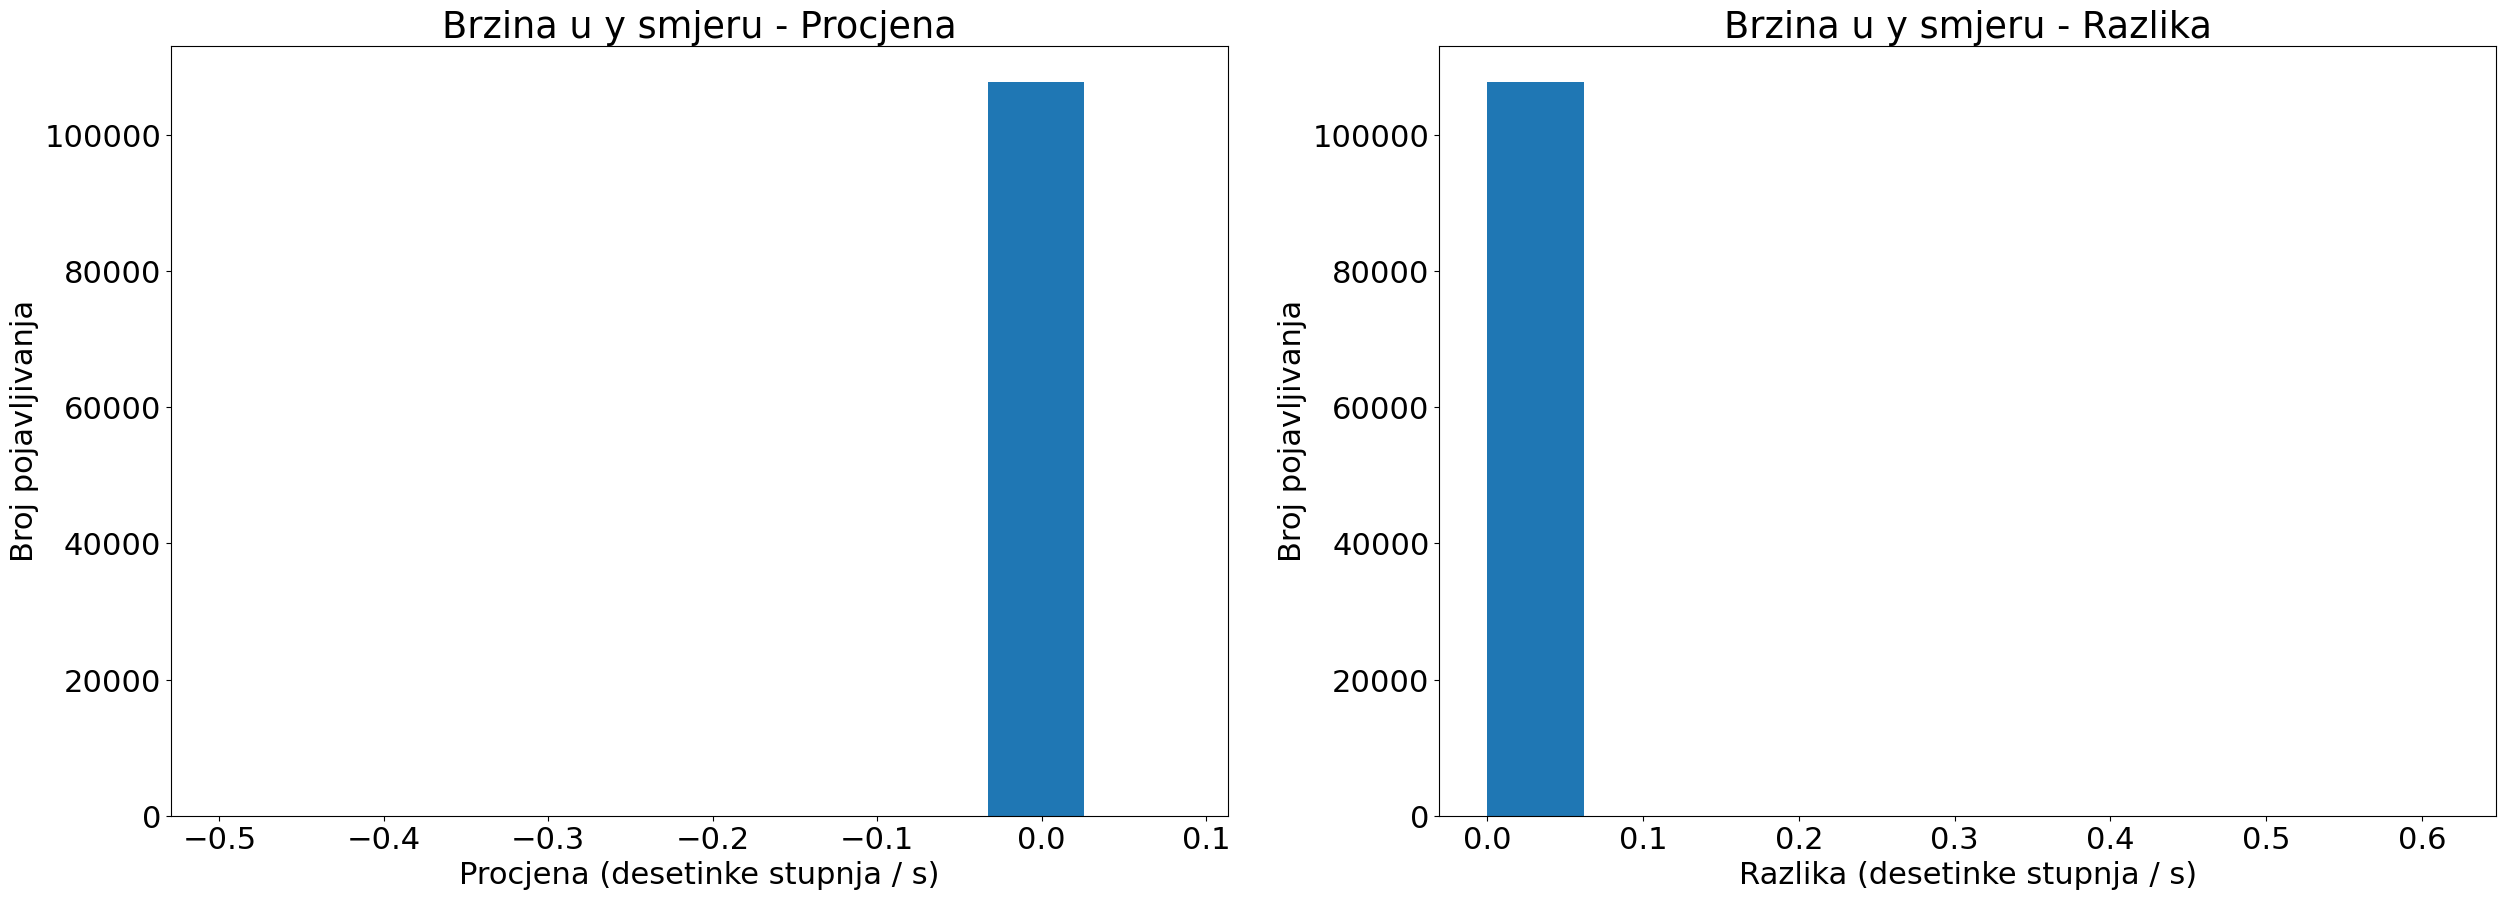 Brzina u y smjeru - Procjena
Broj pojavljivanja
100000
80000
60000
40000
20000
0
−0.5 −0.4 −0.3 −0.2 −0.1 0.0 0.1
Procjena (desetinke stupnja / s)
Brzina u y smjeru - Razlika
Broj pojavljivanja
100000
80000
60000
40000
20000
0
0.0 0.1 0.2 0.3 0.4 0.5 0.6
Razlika (desetinke stupnja / s)